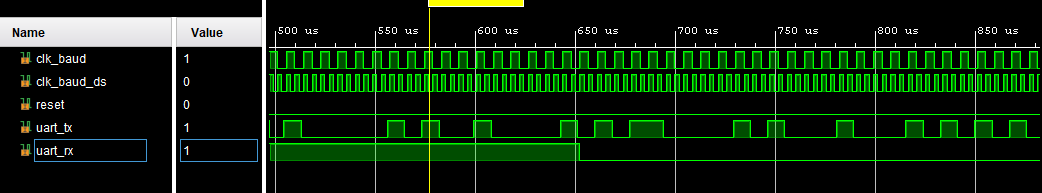 Name Value
500 us 550 us 600 us 650 us 700 us 750 us 800 us 850 us
clk_baud 1
clk_baud_ds 0
reset 0
uart_tx 1
uart_rx 1